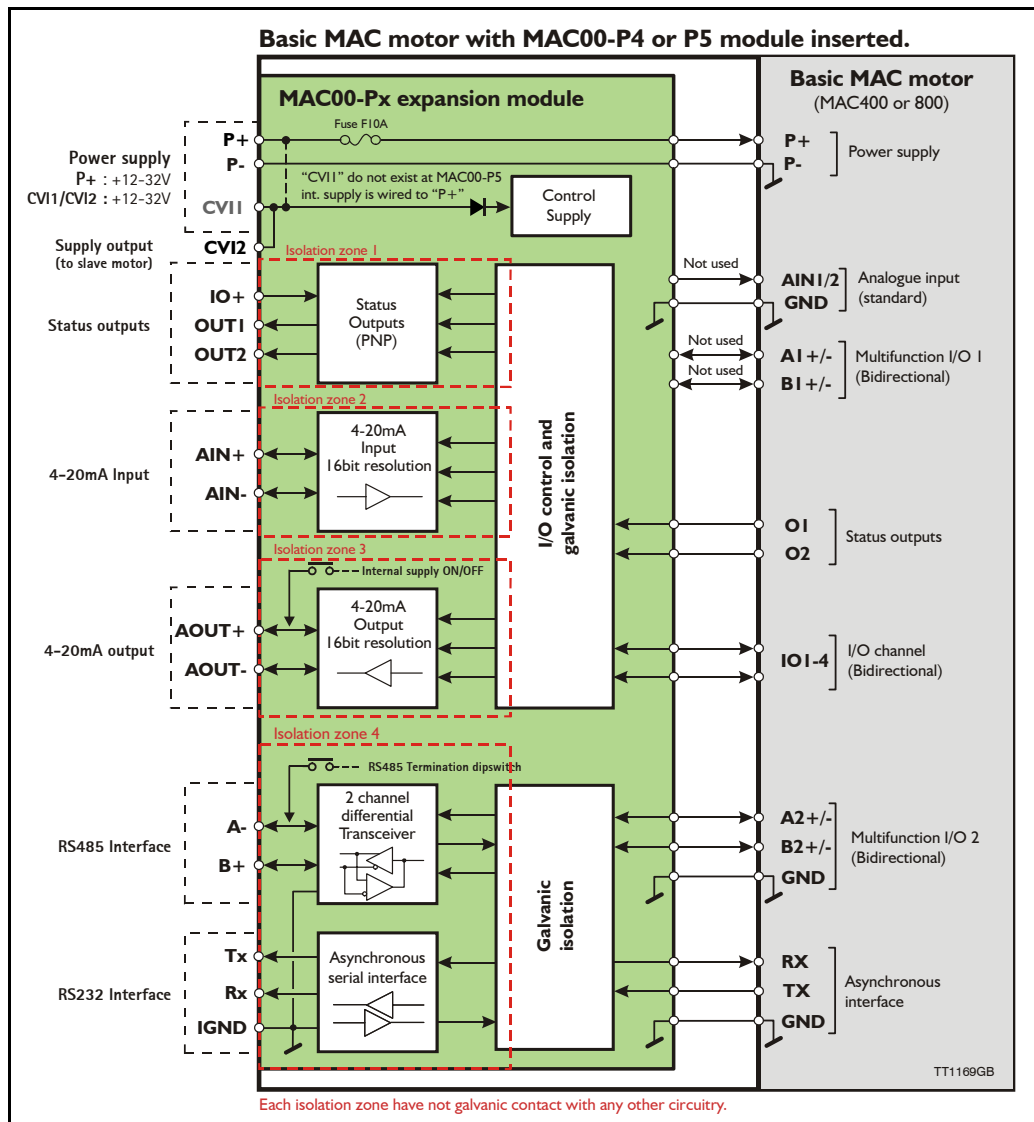 Basic MAC motor with MAC00-P4 or P5 module inserted.
MAC00-Px expansion module
Basic MAC motor
(MAC400 or 800)
Fuse F10A
P+
P-
P+
P-
Power supply
Power supply
P+ : +12-32V
CVI1/CVI2 : +12-32V
"CVI1" do not exist at MAC00-P5
int. supply is wired to "P+"
Control
Supply
CVI1
Supply output
(to slave motor)
CVI2
Isolation zone 1
Status outputs
IO+
OUT1
OUT2
Status
Outputs
(PNP)
Not used
AIN1/2
GND
Analogue input
(standard)
Not used
Not used
A1+/-
B1+/-
Multifunction I/O 1
(Bidirectional)
Isolation zone 2
4-20mA Input
AIN+
AIN-
4-20mA
Input
16bit resolution
I/O control and
galvanic isolation
O1
O2
Status outputs
Isolation zone 3
Internal supply ON/OFF
4-20mA output
AOUT+
AOUT-
4-20mA
Output
16bit resolution
IO1-4
I/O channel
(Bidirectional)
Isolation zone 4
RS485 Termination dipswitch
RS485 Interface
A-
B+
2 channel
differential
Transceiver
Galvanic
isolation
A2+/-
B2+/-
GND
Multifunction I/O 2
(Bidirectional)
RS232 Interface
Tx
Rx
IGND
Asynchronous
serial interface
RX
TX
GND
Asynchronous
interface
TT1169GB
Each isolation zone have not galvanic contact with any other circuitry.